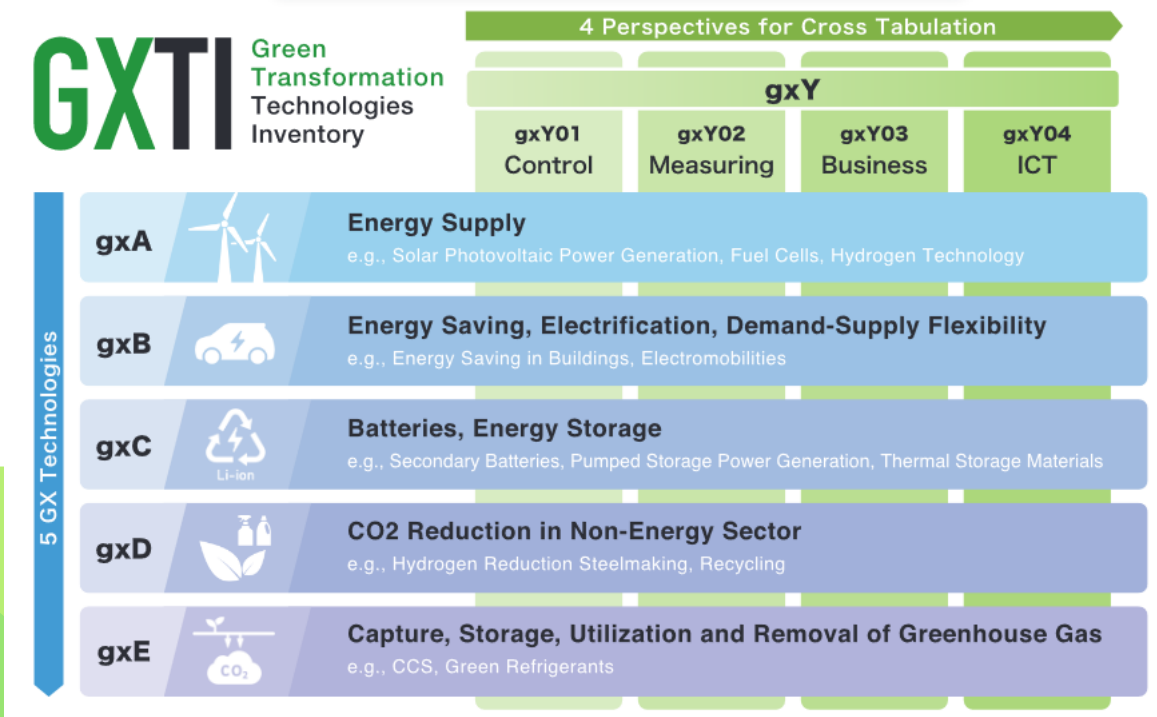 GXTI
Green
Transformation
Technologies
Inventory
4 Perspectives for Cross Tabulation
gxY
gxY01
Control
gxY02
Measuring
gxY03
Business
gxY04
ICT
5 GX Technologies
gxA
Energy Supply
e.g., Solar Photovoltaic Power Generation, Fuel Cells, Hydrogen Technology
gxB
Energy Saving, Electrification, Demand-Supply Flexibility
e.g., Energy Saving in Buildings, Electromobilities
gxC
Li-ion
Batteries, Energy Storage
e.g., Secondary Batteries, Pumped Storage Power Generation, Thermal Storage Materials
gxD
CO2 Reduction in Non-Energy Sector
e.g., Hydrogen Reduction Steelmaking, Recycling
gxE
CO₂
Capture, Storage, Utilization and Removal of Greenhouse Gas
e.g., CCS, Green Refrigerants